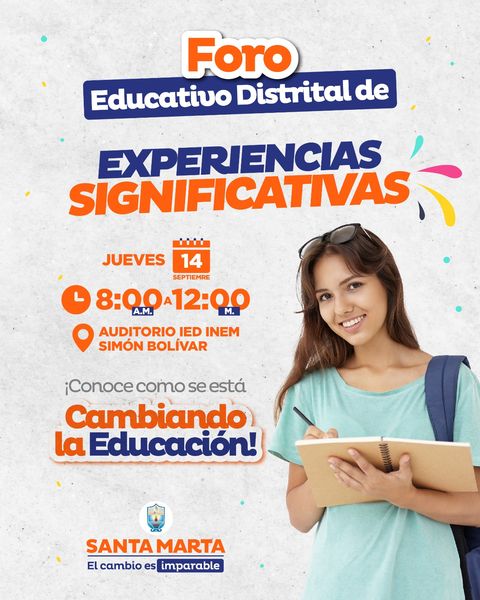 Foro
Educativo Distrital de
EXPERIENCIAS
SIGNIFICATIVAS
JUEVES 14
SEPTIEMRE
8:00 A.M. A 12:00 M.
AUDITORIO IED INEM
SIMÓN BOLÍVAR
¡Conoce como se está
Cambiando
la Educación!
SANTA MARTA
El cambio es imparable